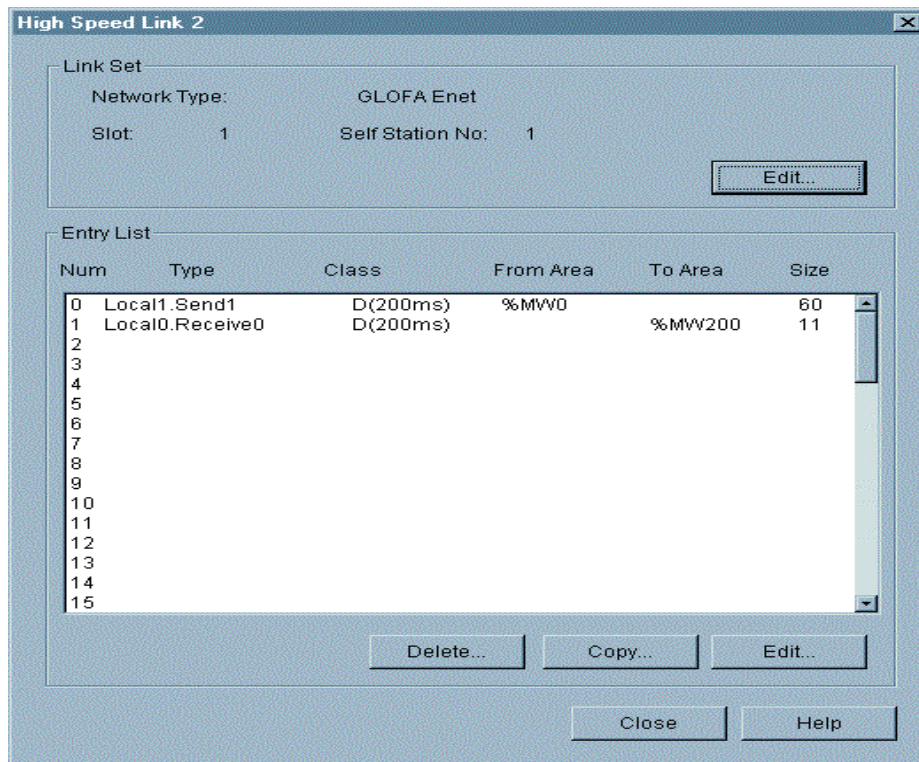 High Speed Link 2
Link Set
Network Type: GLOFA Enet
Slot: 1 Self Station No: 1
Edit...
Entry List
Num Type Class From Area To Area Size
0 Local1.Send1 D(200ms) %MW0 60
1 Local0.Receive0 D(200ms) %MW200 11
2
3
4
5
6
7
8
9
10
11
12
13
14
15
Delete... Copy... Edit...
Close Help